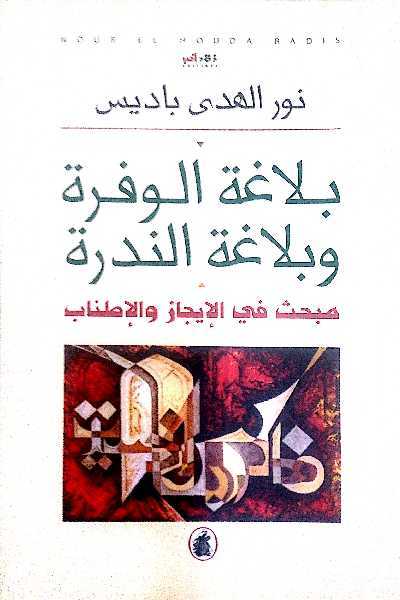 NOUR EL HOUDA BADIS
نور الهدى باديس
بلاغة الوفرة
وبلاغة الندرة
مبحث في الإيجاز والإطناب